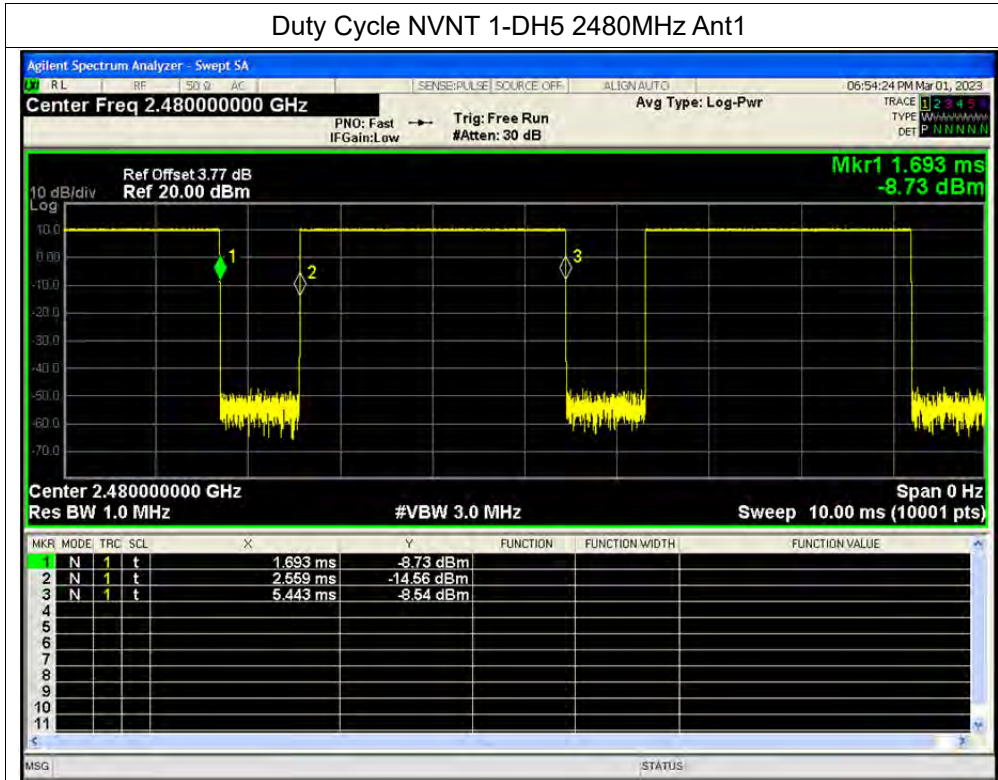 Duty Cycle NVNT 1-DH5 2480MHz Ant1
Agilent Spectrum Analyzer - Swept SA
RL RF 50 Ω AC SENSE:PULSE SOURCE OFF ALIGN AUTO 06:54:24 PM Mar 01, 2023
Center Freq 2.480000000 GHz Avg Type: Log-Pwr TRACE 1 2 3 4 5 6
PNO: Fast Trig: Free Run TYPE W
IFGain:Low #Atten: 30 dB DET P N N N N N
Mkr1 1.693 ms
Ref Offset 3.77 dB -8.73 dBm
10 dB/div Ref 20.00 dBm
Log
10.0
0.00
-10.0
-20.0
-30.0
-40.0
-50.0
-60.0
-70.0
1
2
3
Center 2.480000000 GHz Span 0 Hz
Res BW 1.0 MHz #VBW 3.0 MHz Sweep 10.00 ms (10001 pts)
MKR MODE TRC SCL X Y FUNCTION FUNCTION WIDTH FUNCTION VALUE
1 N 1 t 1.693 ms -8.73 dBm
2 N 1 t 2.559 ms -14.56 dBm
3 N 1 t 5.443 ms -8.54 dBm
4
5
6
7
8
9
10
11
MSG STATUS